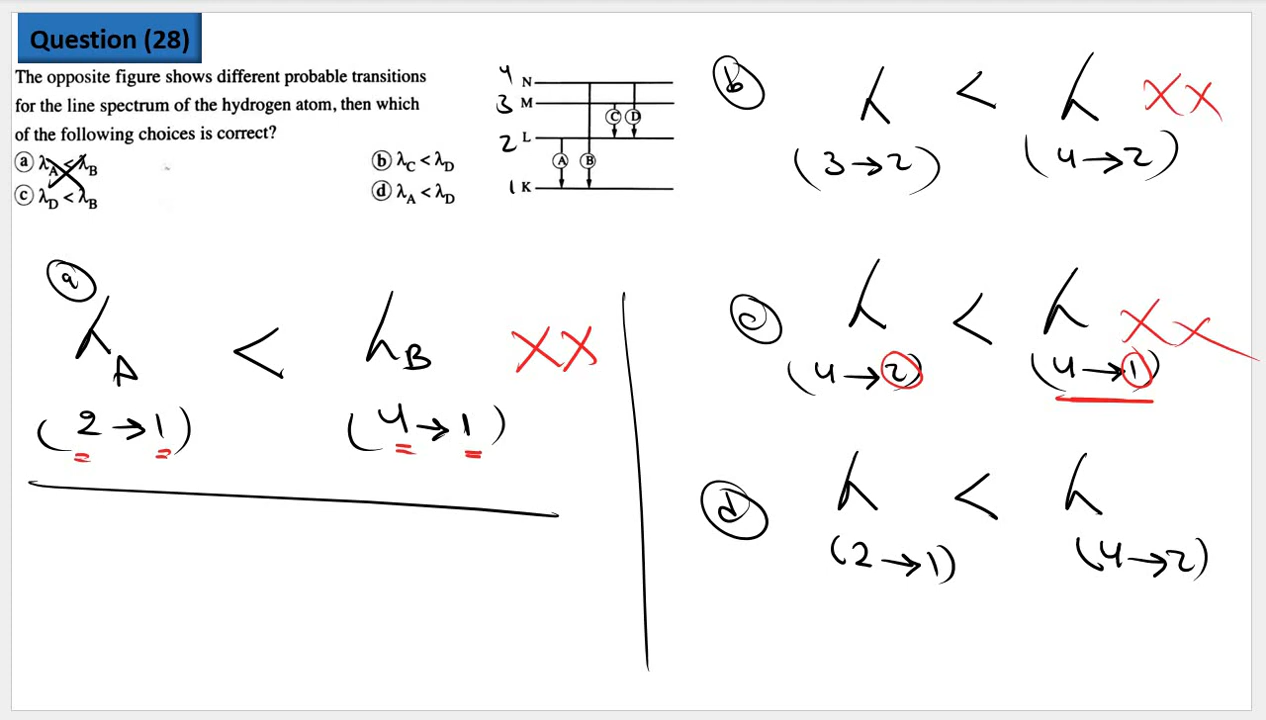 Question (28)
The opposite figure shows different probable transitions
for the line spectrum of the hydrogen atom, then which
of the following choices is correct?
ⓐ λA < λB
ⓑ λC < λD
ⓒ λD < λB
ⓓ λA < λD
4 N
3 M
C D
2 L
A B
1 K
ⓑ
λ < λ XX
(3→2) (4→2)
ⓐ
λA < λB XX
(2→1) (4→1)
ⓒ
λ < λ XX
(4→2) (4→1)
ⓓ
λ < λ
(2→1) (4→2)